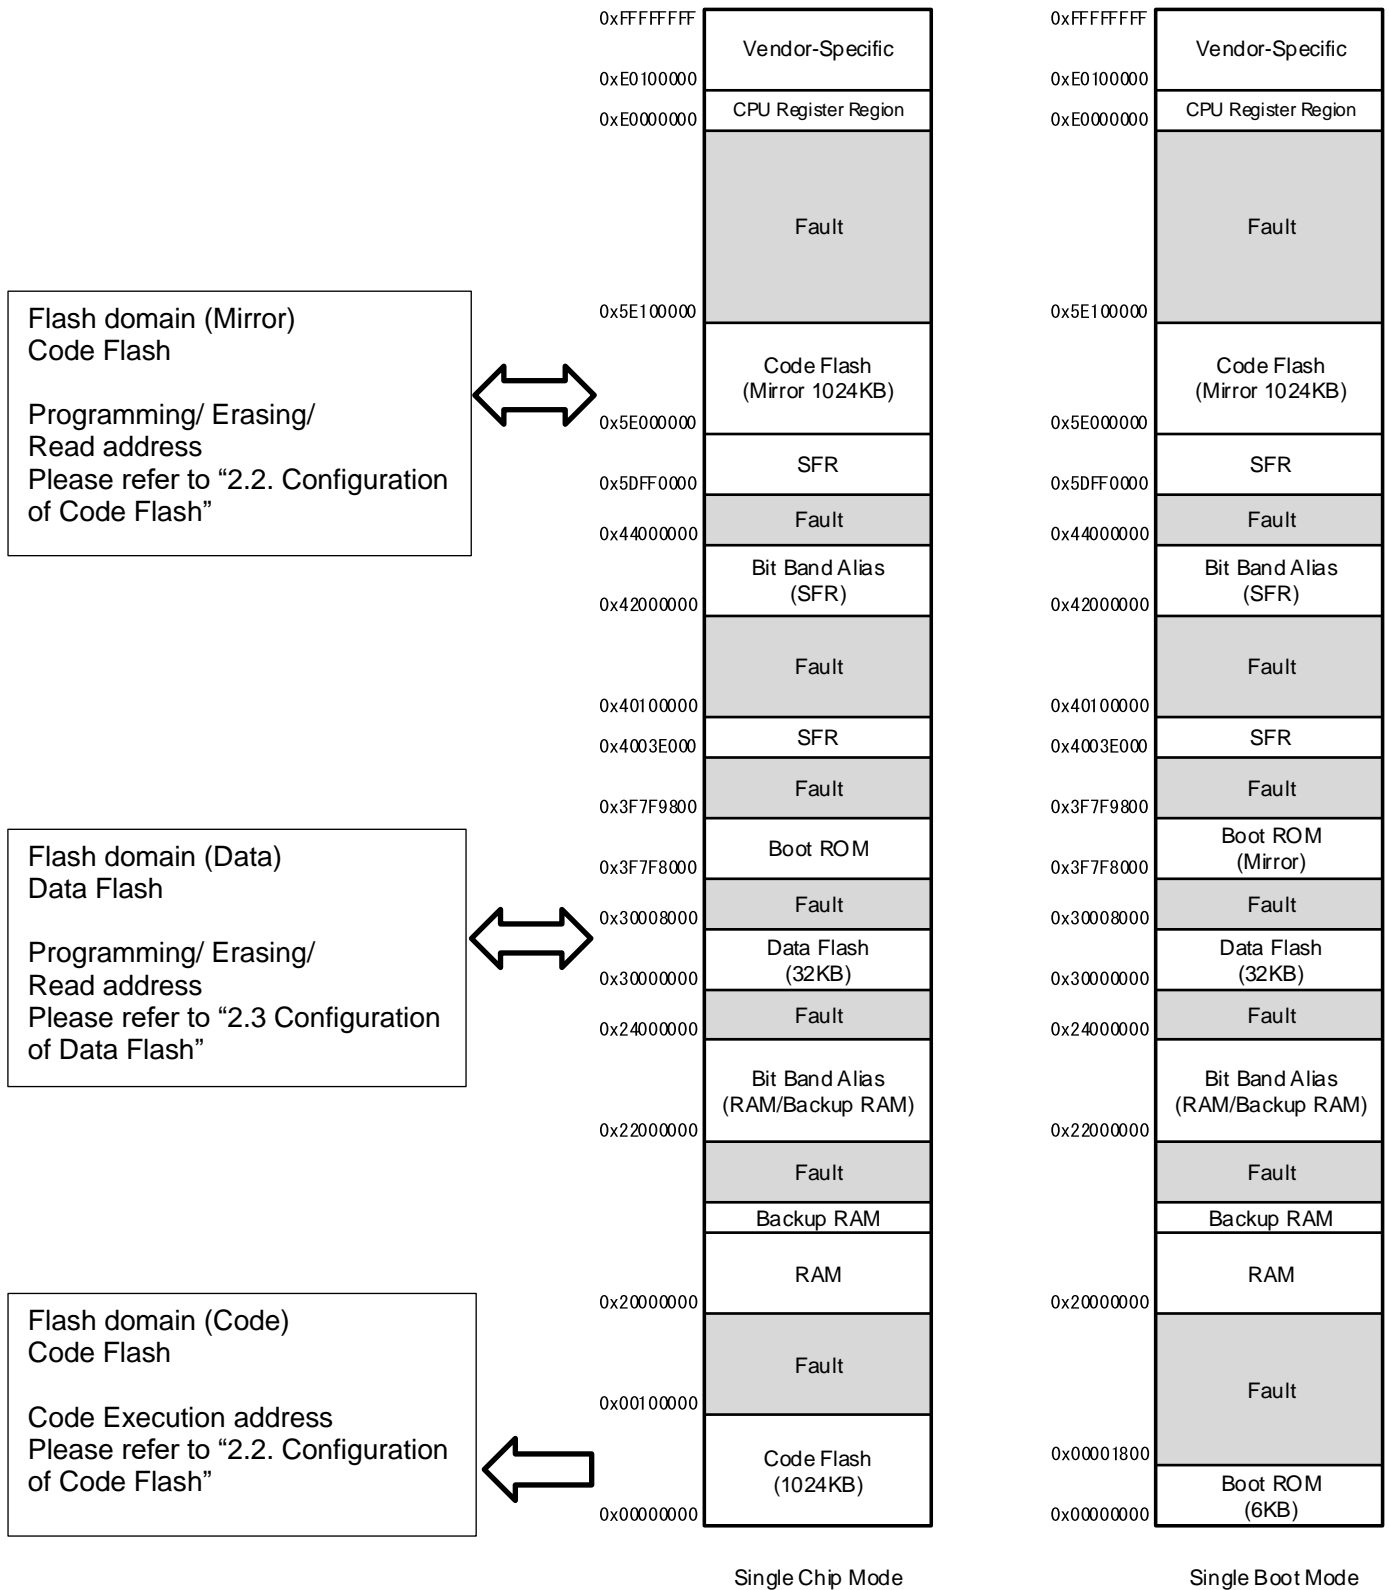 0xFFFFFFFF
Vendor-Specific
0xE0100000
CPU Register Region
0xE0000000
Fault
0x5E100000
Code Flash
(Mirror 1024KB)
0x5E000000
SFR
0x5DFF0000
Fault
0x44000000
Bit Band Alias
(SFR)
0x42000000
Fault
0x40100000
SFR
0x4003E000
Fault
0x3F7F9800
Boot ROM
0x3F7F8000
Fault
0x30008000
Data Flash
(32KB)
0x30000000
Fault
0x24000000
Bit Band Alias
(RAM/Backup RAM)
0x22000000
Fault
Backup RAM
RAM
0x20000000
Fault
0x00100000
Code Flash
(1024KB)
0x00000000
Single Chip Mode
0xFFFFFFFF
Vendor-Specific
0xE0100000
CPU Register Region
0xE0000000
Fault
0x5E100000
Code Flash
(Mirror 1024KB)
0x5E000000
SFR
0x5DFF0000
Fault
0x44000000
Bit Band Alias
(SFR)
0x42000000
Fault
0x40100000
SFR
0x4003E000
Fault
0x3F7F9800
Boot ROM
(Mirror)
0x3F7F8000
Fault
0x30008000
Data Flash
(32KB)
0x30000000
Fault
0x24000000
Bit Band Alias
(RAM/Backup RAM)
0x22000000
Fault
Backup RAM
RAM
0x20000000
Fault
0x00001800
Boot ROM
(6KB)
0x00000000
Single Boot Mode
Flash domain (Mirror)
Code Flash
Programming/ Erasing/
Read address
Please refer to “2.2. Configuration
of Code Flash”
Flash domain (Data)
Data Flash
Programming/ Erasing/
Read address
Please refer to “2.3 Configuration
of Data Flash”
Flash domain (Code)
Code Flash
Code Execution address
Please refer to “2.2. Configuration
of Code Flash”